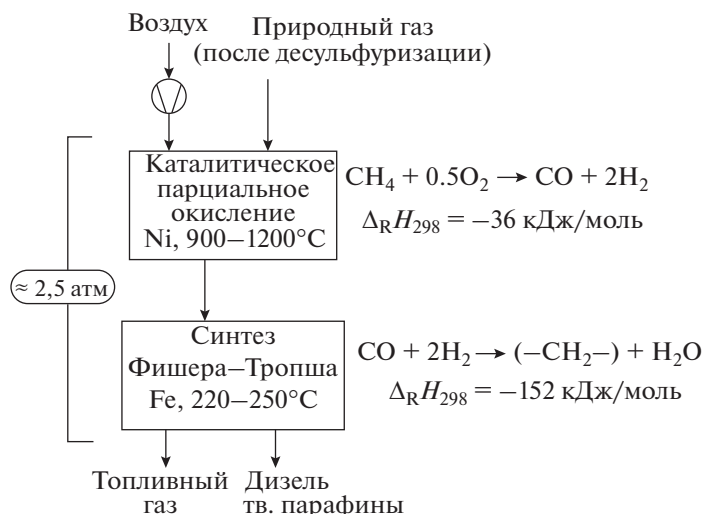 Воздух
Природный газ
(после десульфуризации)
Каталитическое
парциальное
окисление
Ni, 900–1200°C
CH₄ + 0.5O₂ → CO + 2H₂
Δ_RH₂₉₈ = –36 кДж/моль
≈ 2,5 атм
Синтез
Фишера–Тропша
Fe, 220–250°C
CO + 2H₂ → (–CH₂–) + H₂O
Δ_RH₂₉₈ = –152 кДж/моль
Топливный
газ
Дизель
тв. парафины